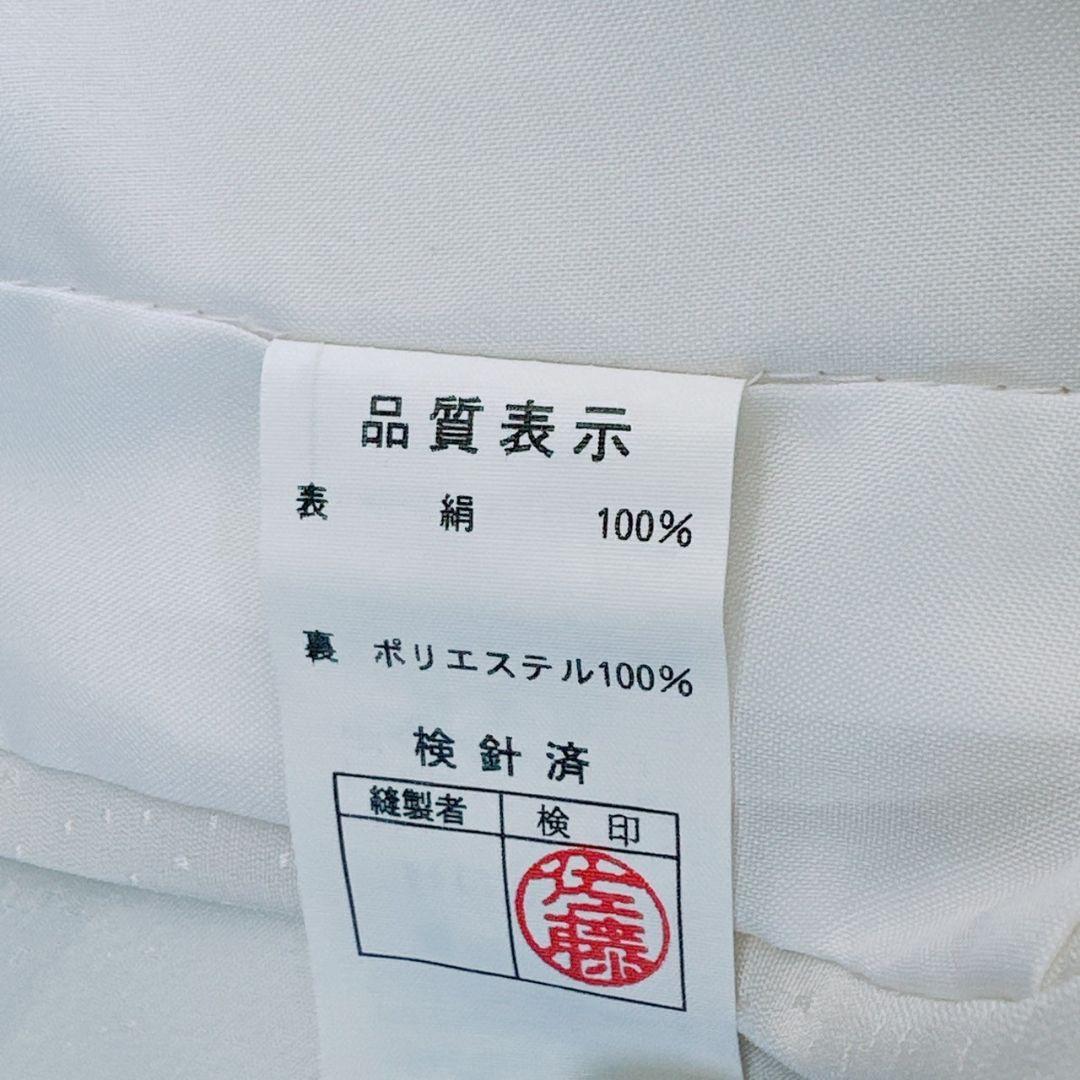 品質表示
表 絹 100%
裏 ポリエステル100%
検針済
縫製者 検印
佐藤